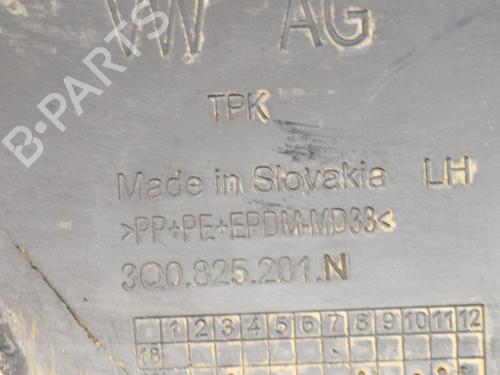 VW AG
B-PARTS
TPK
Made in Slovakia LH
>PP+PE+EPDM-MD33<
3Q0.825.201.N
1 2 3 4 5 6 7 8 9 10 11 12
18